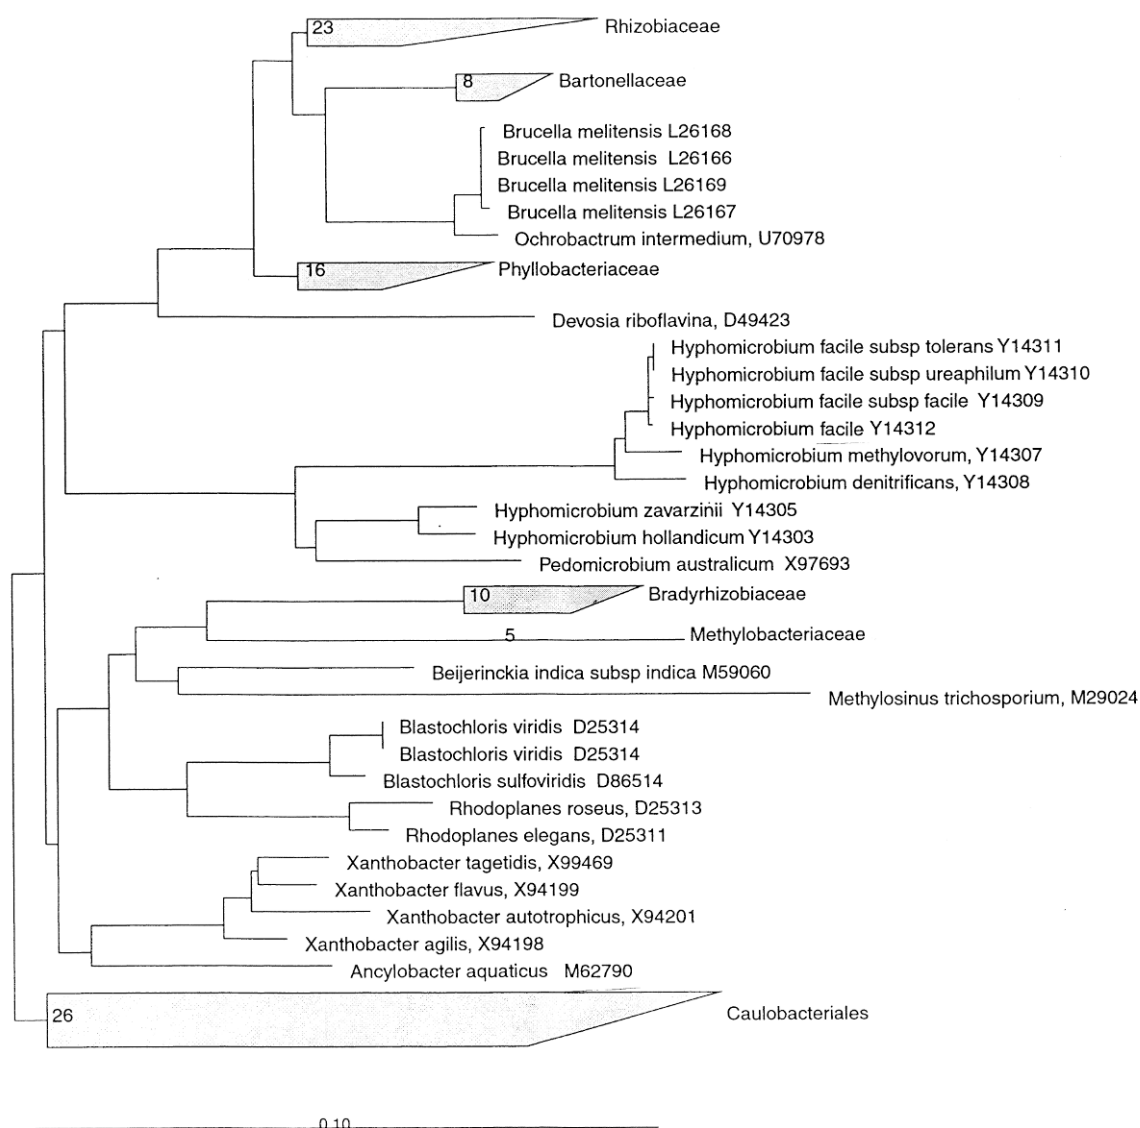 23 Rhizobiaceae
8 Bartonellaceae
Brucella melitensis L26168
Brucella melitensis L26166
Brucella melitensis L26169
Brucella melitensis L26167
Ochrobactrum intermedium, U70978
16 Phyllobacteriaceae
Devosia riboflavina, D49423
Hyphomicrobium facile subsp tolerans Y14311
Hyphomicrobium facile subsp ureaphilum Y14310
Hyphomicrobium facile subsp facile Y14309
Hyphomicrobium facile Y14312
Hyphomicrobium methylovorum, Y14307
Hyphomicrobium denitrificans, Y14308
Hyphomicrobium zavarzinii Y14305
Hyphomicrobium hollandicum Y14303
Pedomicrobium australicum X97693
10 Bradyrhizobiaceae
5 Methylobacteriaceae
Beijerinckia indica subsp indica M59060
Methylosinus trichosporium, M29024
Blastochloris viridis D25314
Blastochloris viridis D25314
Blastochloris sulfoviridis D86514
Rhodoplanes roseus, D25313
Rhodoplanes elegans, D25311
Xanthobacter tagetidis, X99469
Xanthobacter flavus, X94199
Xanthobacter autotrophicus, X94201
Xanthobacter agilis, X94198
Ancylobacter aquaticus M62790
26 Caulobacteriales
0.10